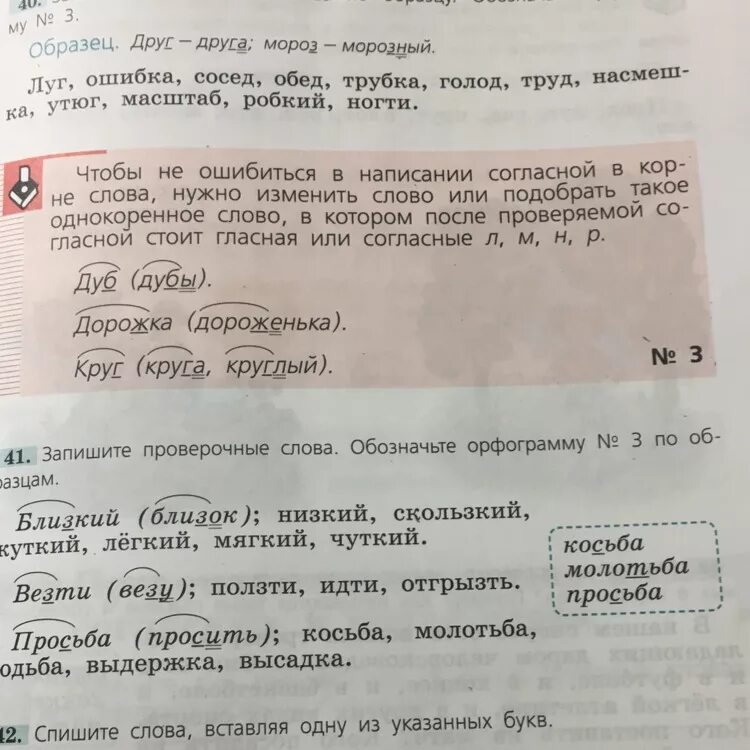 40.
му № 3.
Образец. Друг – друга; мороз – морозный.
Луг, ошибка, сосед, обед, трубка, голод, труд, насмеш-
ка, утюг, масштаб, робкий, ногти.
Чтобы не ошибиться в написании согласной в кор-
не слова, нужно изменить слово или подобрать такое
однокоренное слово, в котором после проверяемой со-
гласной стоит гласная или согласные л, м, н, р.
Дуб (дубы).
Дорожка (дороженька).
Круг (круга, круглый).
№ 3
41. Запишите проверочные слова. Обозначьте орфограмму № 3 по об-
разцам.
Близкий (близок); низкий, скользкий,
жуткий, лёгкий, мягкий, чуткий.
Везти (везу); ползти, идти, отгрызть.
Просьба (просить); косьба, молотьба,
одьба, выдержка, высадка.
косьба
молотьба
просьба
42. Спишите слова, вставляя одну из указанных букв.